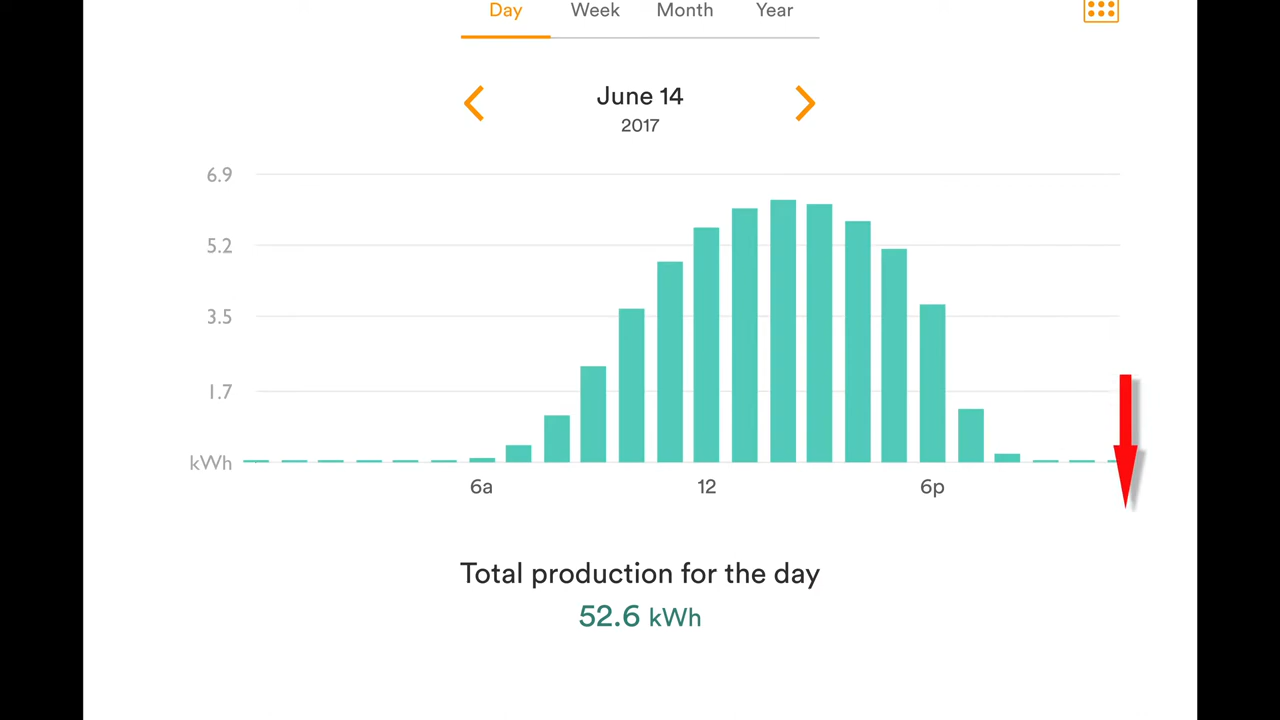 Day Week Month Year
June 14
2017
6.9
5.2
3.5
1.7
kWh
6a 12 6p
Total production for the day
52.6 kWh